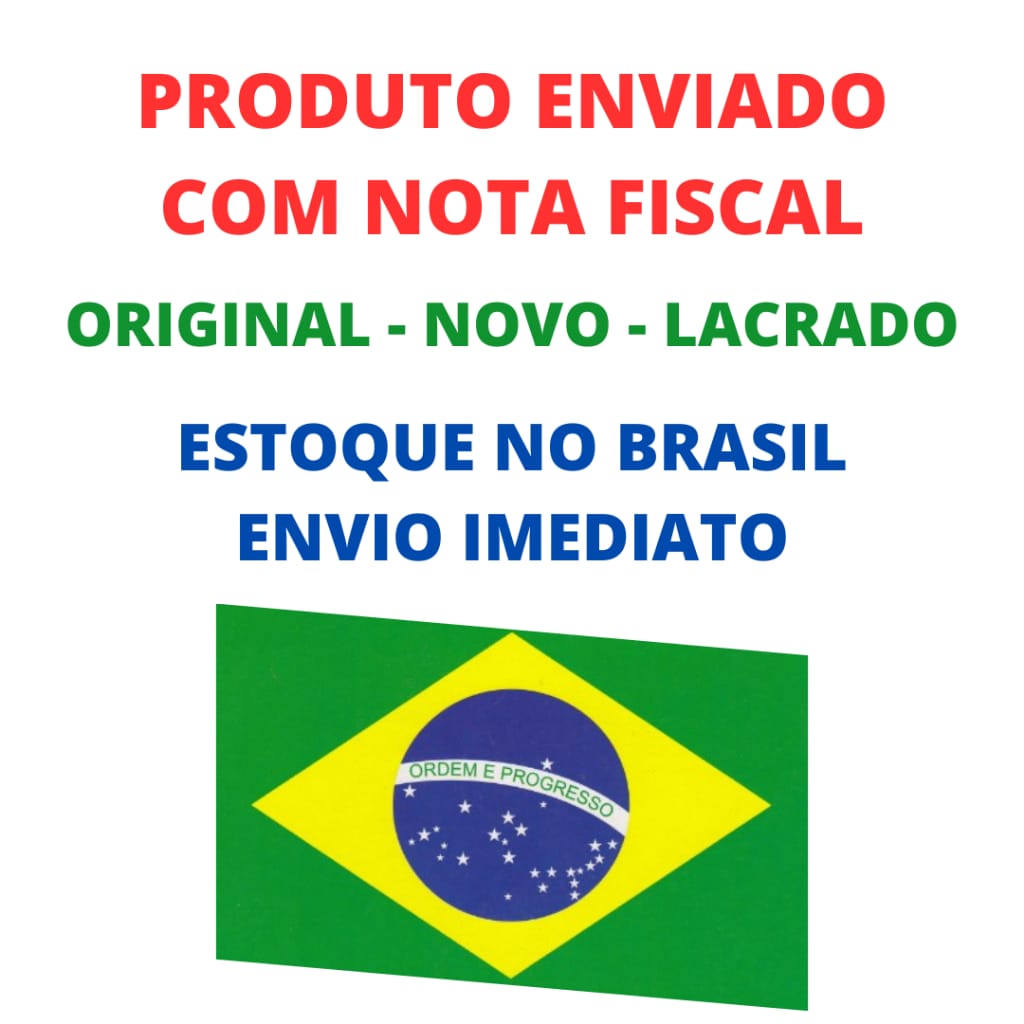 PRODUTO ENVIADO
COM NOTA FISCAL
ORIGINAL - NOVO - LACRADO
ESTOQUE NO BRASIL
ENVIO IMEDIATO
ORDEM E PROGRESSO